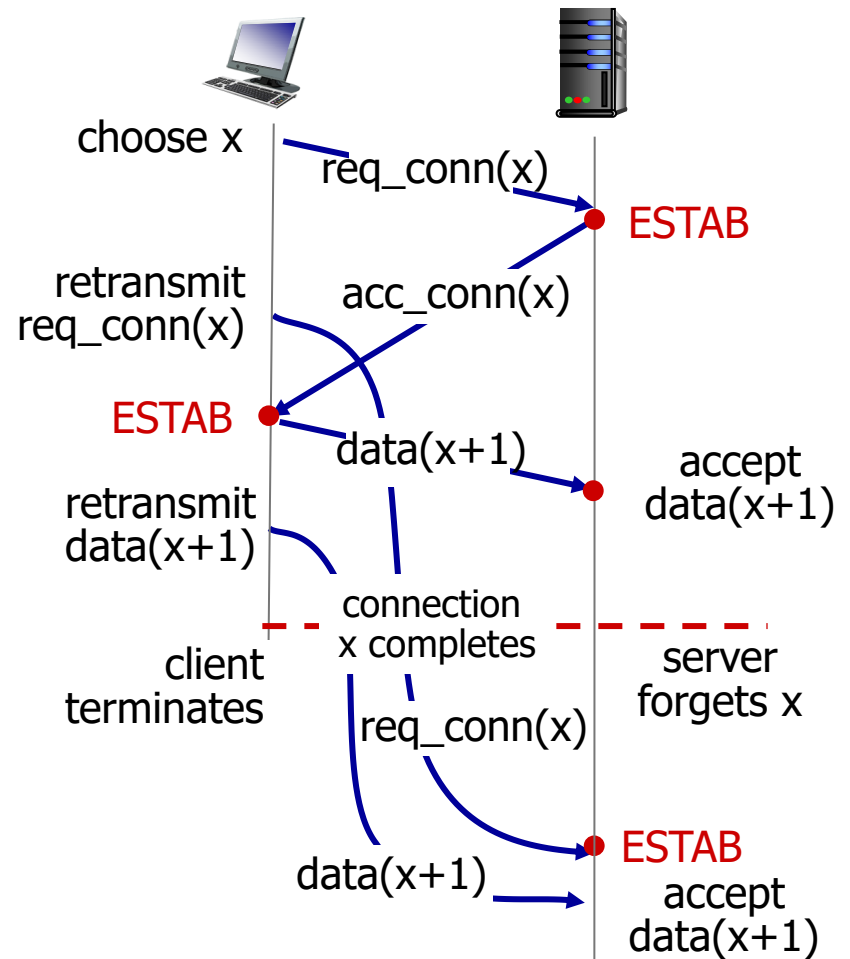 choose x
req_conn(x)
ESTAB
retransmit
req_conn(x)
acc_conn(x)
ESTAB
data(x+1)
accept
data(x+1)
retransmit
data(x+1)
connection
x completes
client
terminates
server
forgets x
req_conn(x)
ESTAB
data(x+1)
accept
data(x+1)